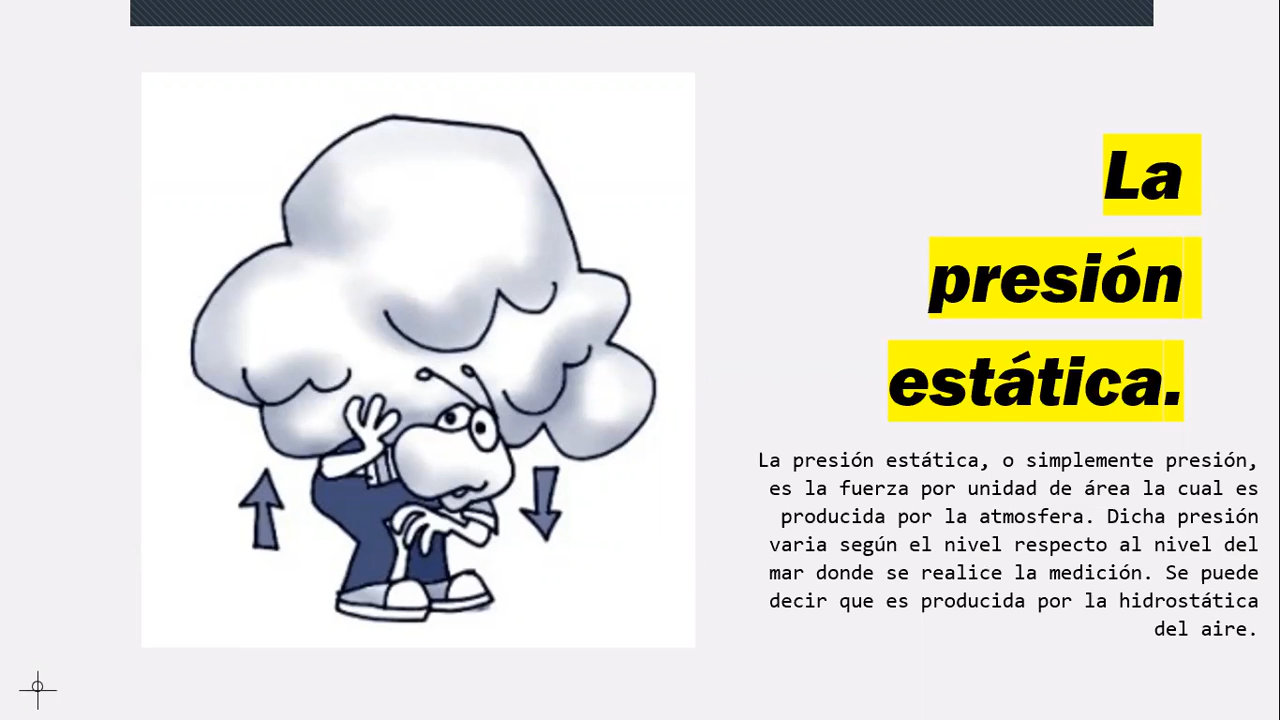 La
presión
estática.
La presión estática, o simplemente presión,
es la fuerza por unidad de área la cual es
producida por la atmosfera. Dicha presión
varia según el nivel respecto al nivel del
mar donde se realice la medición. Se puede
decir que es producida por la hidrostática
del aire.